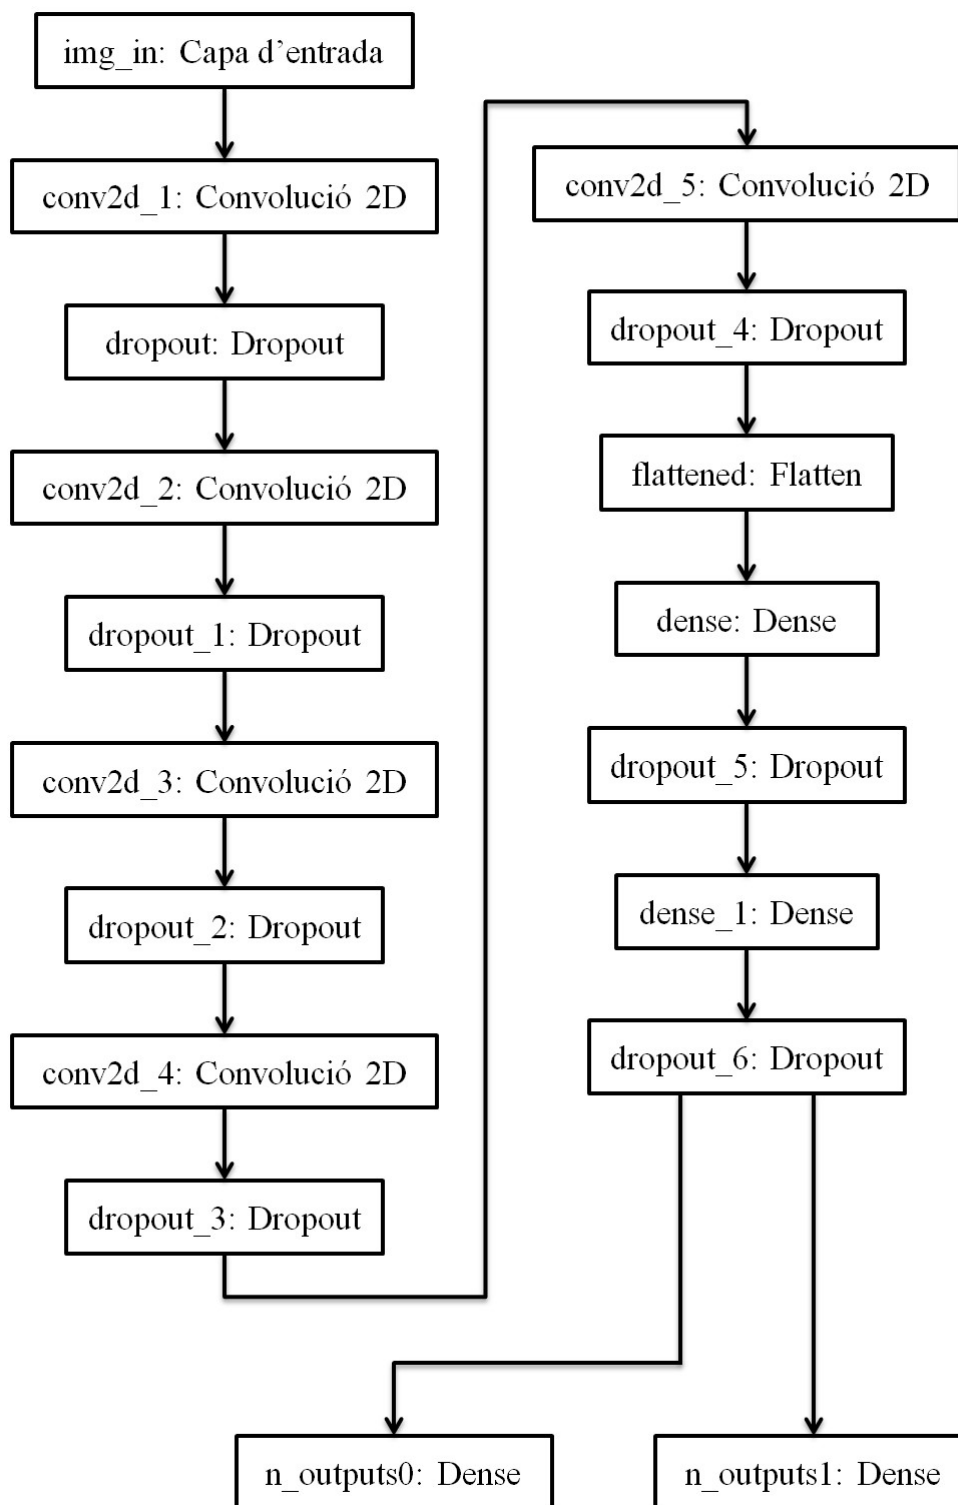 img_in: Capa d’entrada
conv2d_1: Convolució 2D
dropout: Dropout
conv2d_2: Convolució 2D
dropout_1: Dropout
conv2d_3: Convolució 2D
dropout_2: Dropout
conv2d_4: Convolució 2D
dropout_3: Dropout
conv2d_5: Convolució 2D
dropout_4: Dropout
flattened: Flatten
dense: Dense
dropout_5: Dropout
dense_1: Dense
dropout_6: Dropout
n_outputs0: Dense
n_outputs1: Dense